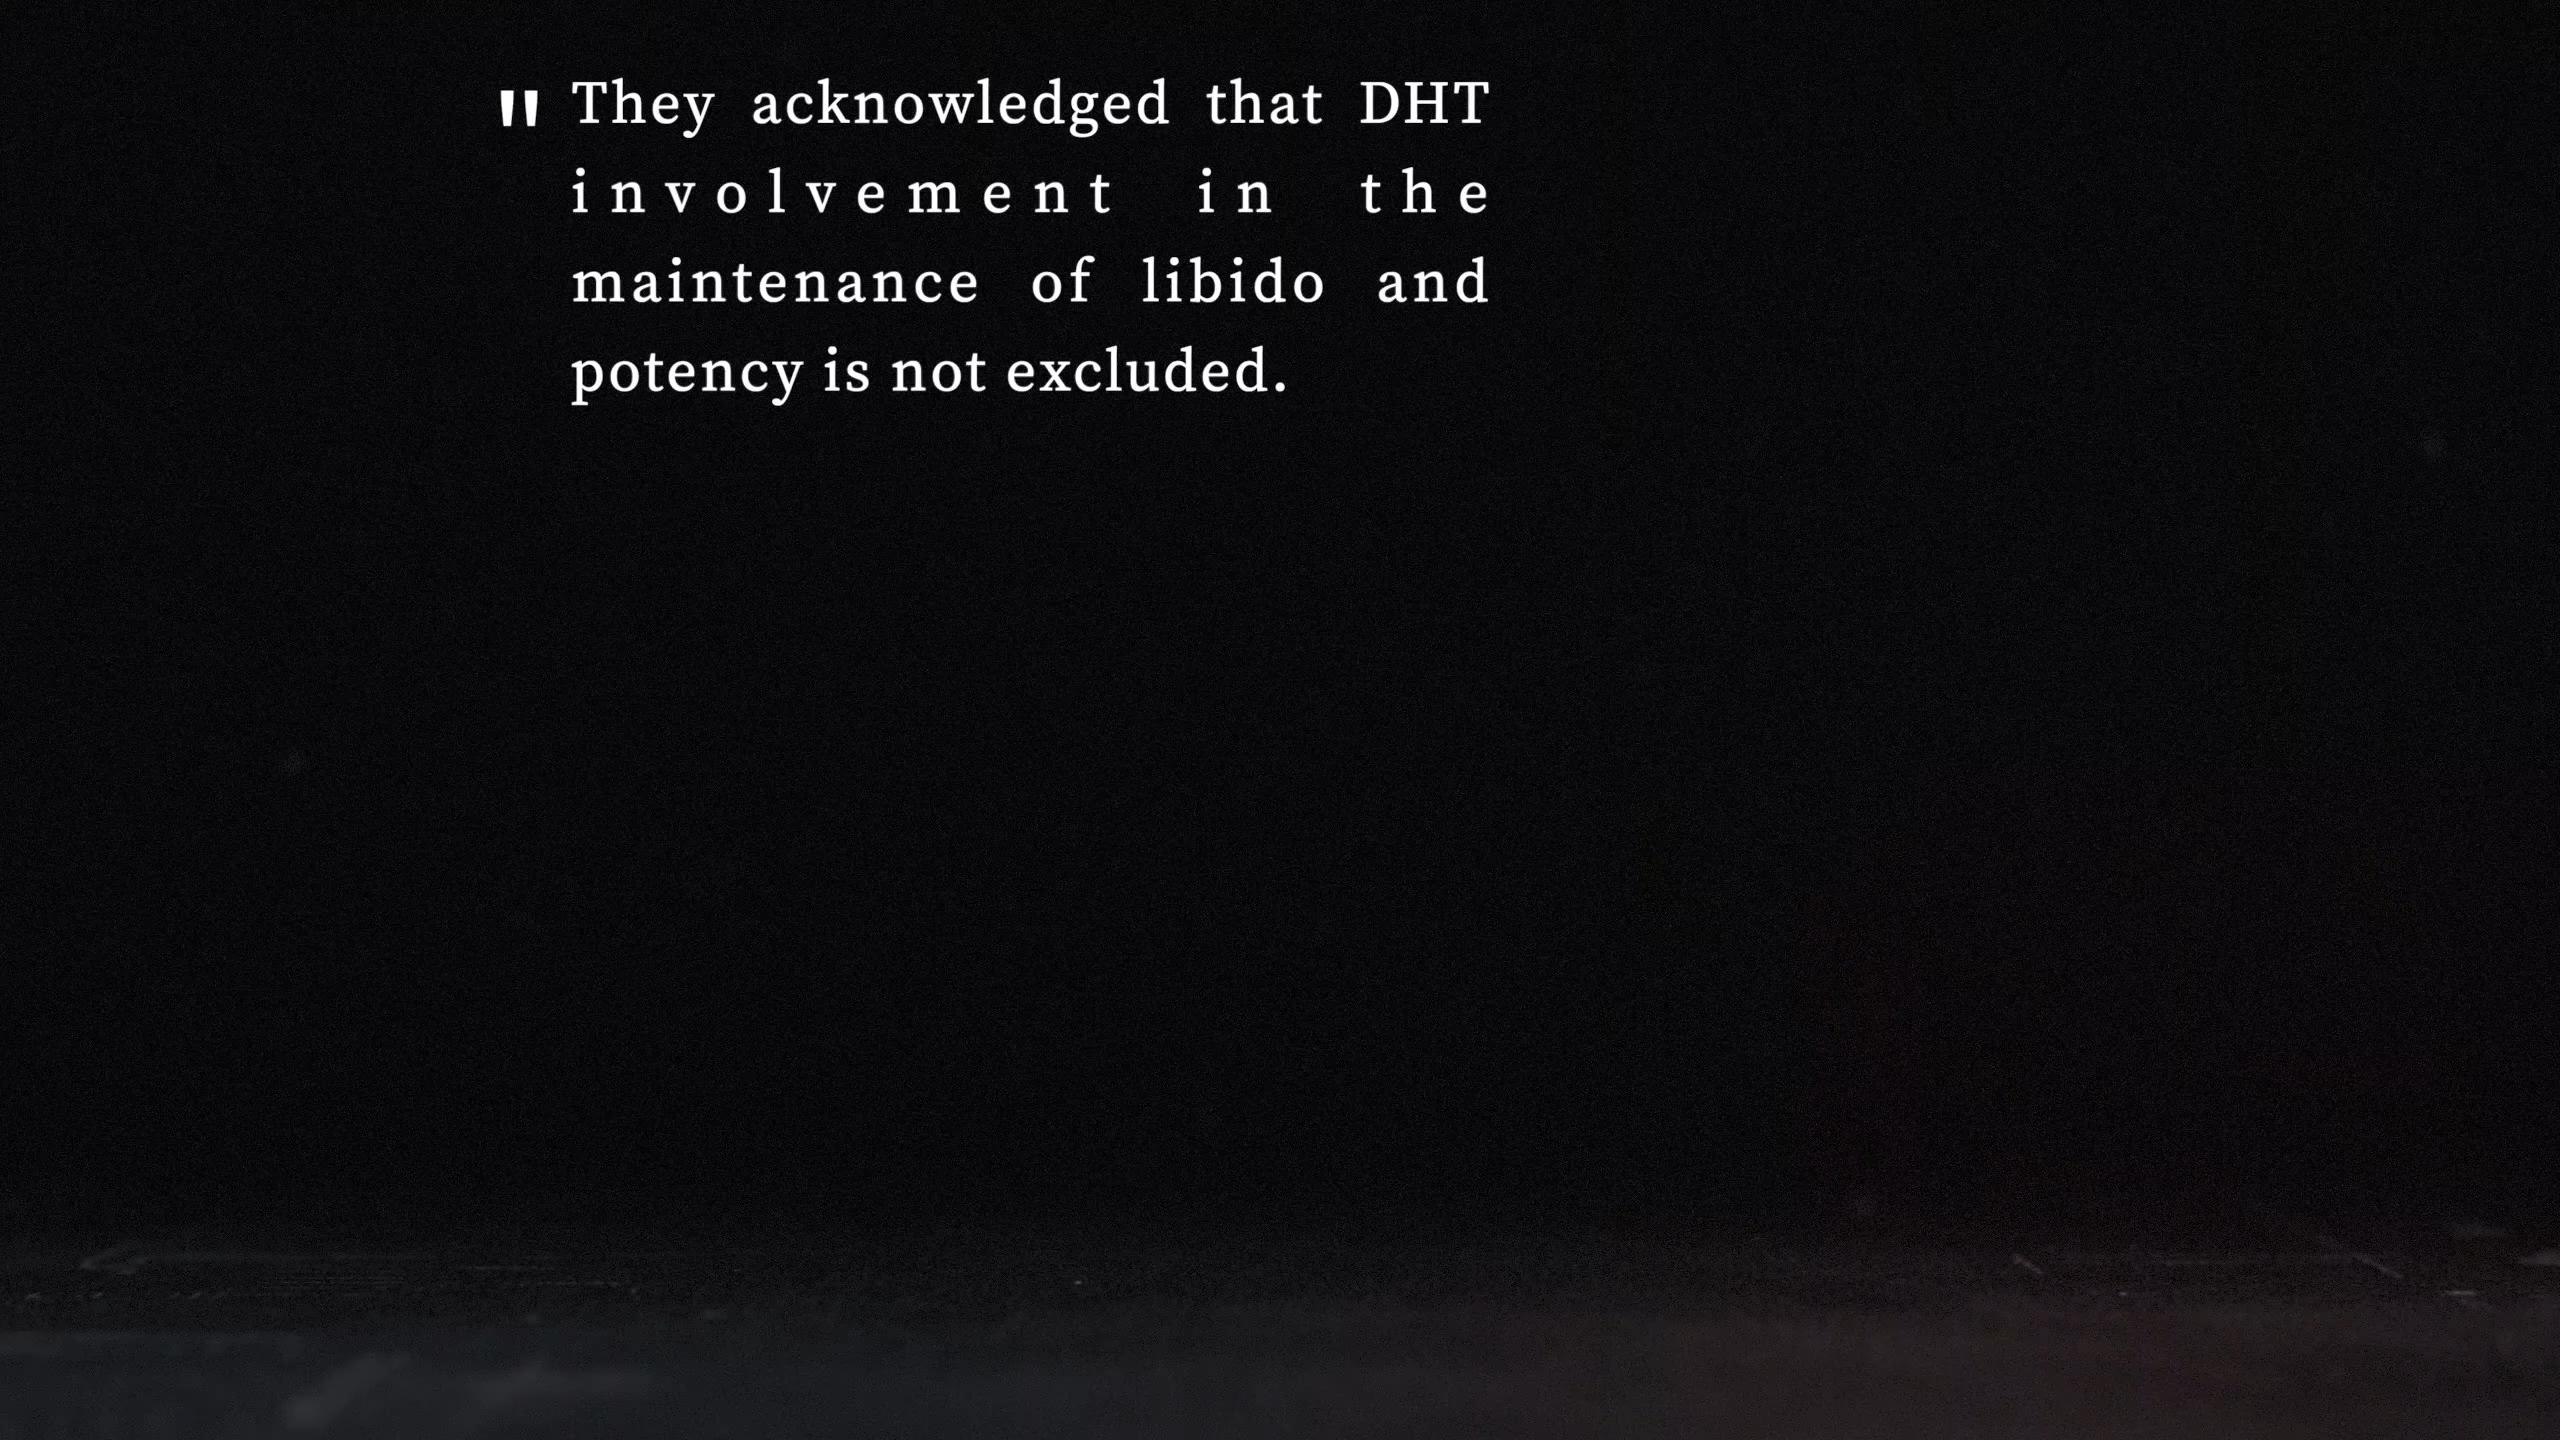 " They acknowledged that DHT
involvement in the
maintenance of libido and
potency is not excluded.